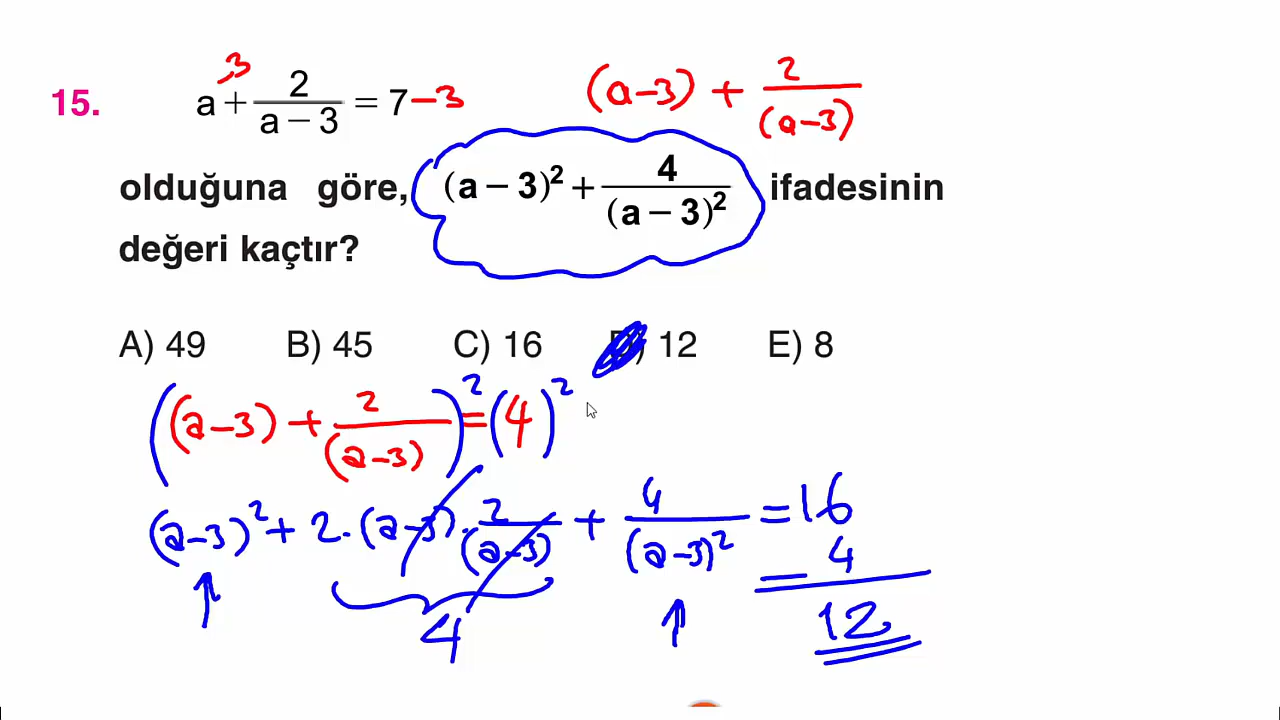 15. a -3 + 2/(a – 3) = 7 -3
(a-3) + 2/(a-3)
olduğuna göre, (a – 3)² + 4/(a – 3)² ifadesinin
değeri kaçtır?
A) 49 B) 45 C) 16 12 E) 8
((a-3) + 2/(a-3))² = (4)²
(a-3)² + 2.(a-3).2/(a-3) + 4/(a-3)² = 16
- 4
4
12